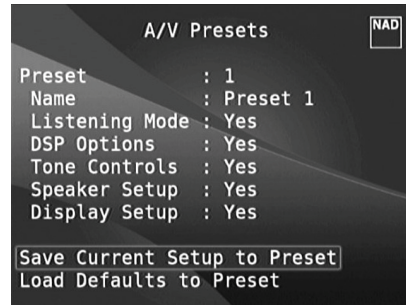 A/V Presets
NAD
Preset : 1
Name : Preset 1
Listening Mode : Yes
DSP Options : Yes
Tone Controls : Yes
Speaker Setup : Yes
Display Setup : Yes
Save Current Setup to Preset
Load Defaults to Preset